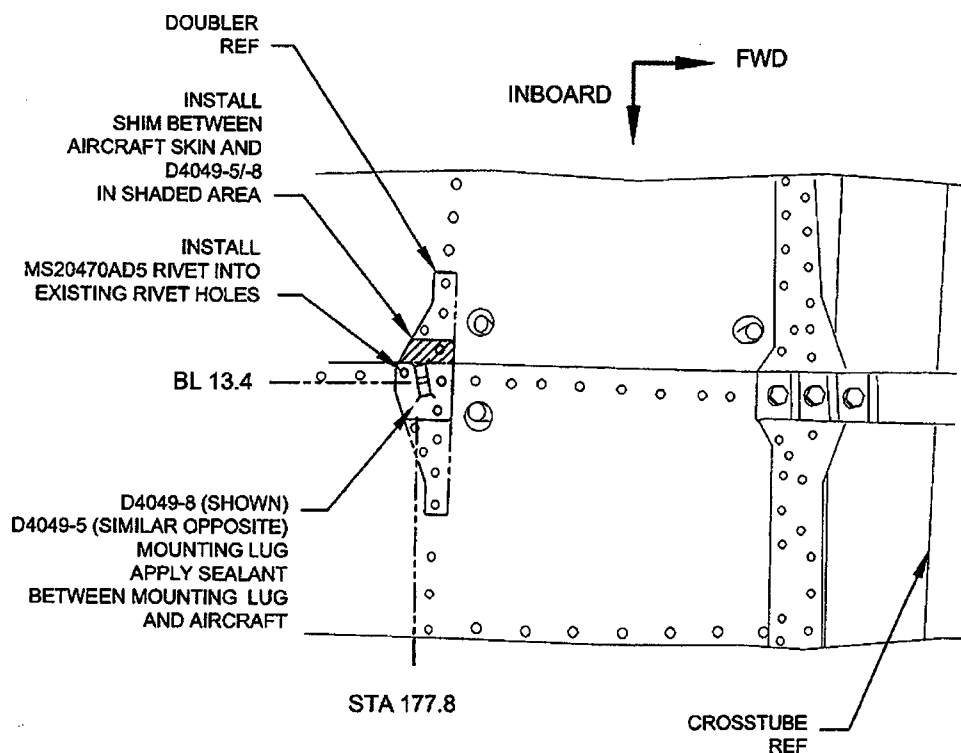 DOUBLER
REF
FWD
INBOARD
INSTALL
SHIM BETWEEN
AIRCRAFT SKIN AND
D4049-5/-8
IN SHADED AREA
INSTALL
MS20470AD5 RIVET INTO
EXISTING RIVET HOLES
BL 13.4
D4049-8 (SHOWN)
D4049-5 (SIMILAR OPPOSITE)
MOUNTING LUG
APPLY SEALANT
BETWEEN MOUNTING LUG
AND AIRCRAFT
STA 177.8
CROSSTUBE
REF